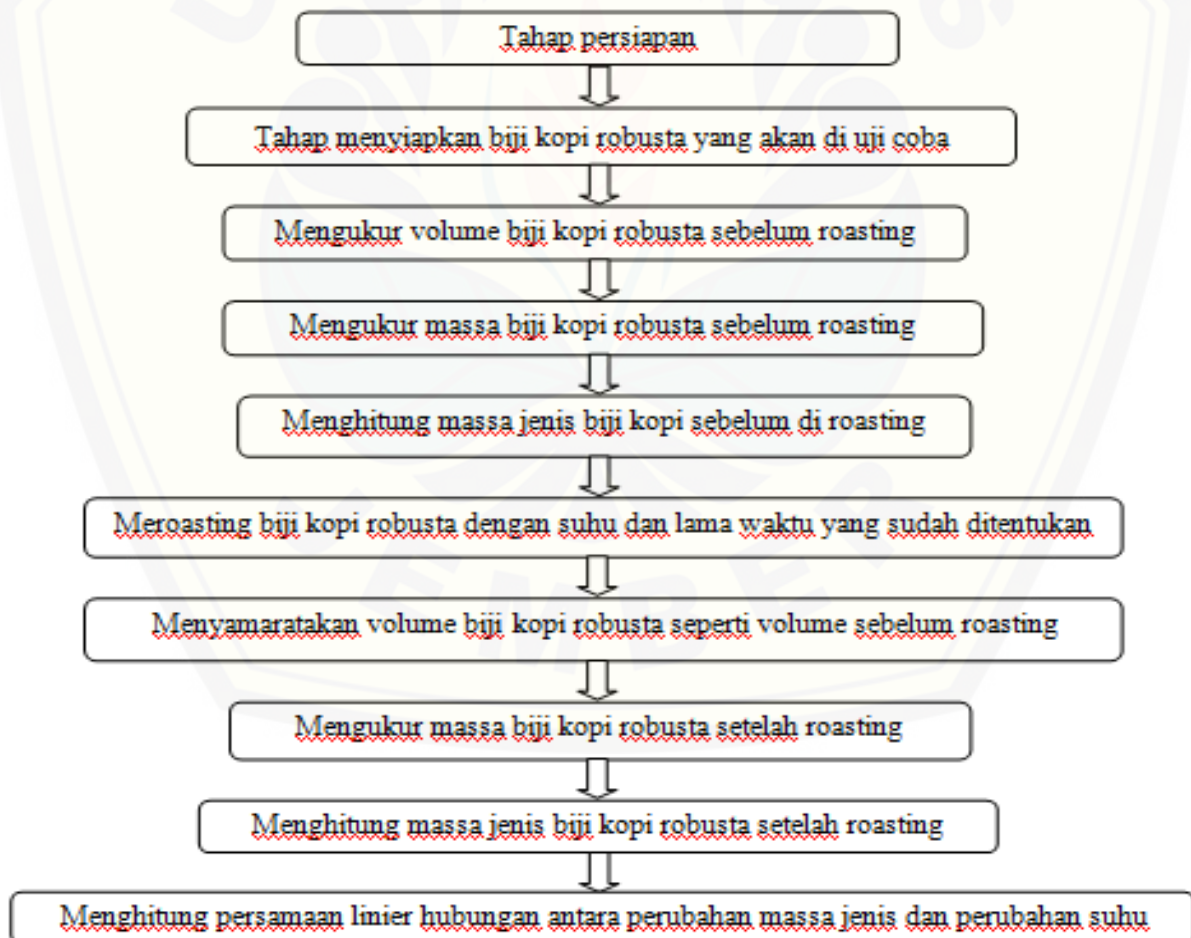 Tahap persiapan
Tahap menyiapkan biji kopi robusta yang akan di uji coba
Mengukur volume biji kopi robusta sebelum roasting
Mengukur massa biji kopi robusta sebelum roasting
Menghitung massa jenis biji kopi sebelum di roasting
Meroasting biji kopi robusta dengan suhu dan lama waktu yang sudah ditentukan
Menyamaratakan volume biji kopi robusta seperti volume sebelum roasting
Mengukur massa biji kopi robusta setelah roasting
Menghitung massa jenis biji kopi robusta setelah roasting
Menghitung persamaan linier hubungan antara perubahan massa jenis dan perubahan suhu